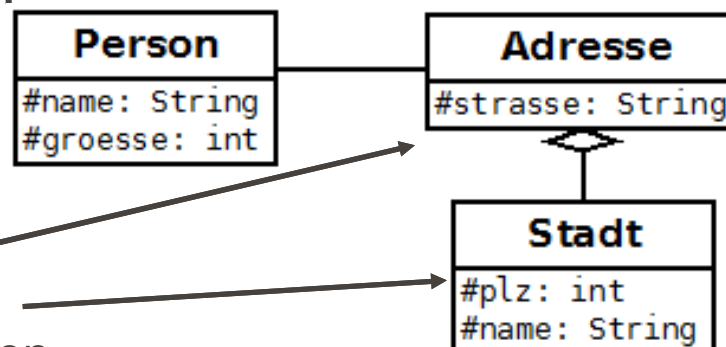 Person
#name: String
#groesse: int
Adresse
#strasse: String
Stadt
#plz: int
#name: String